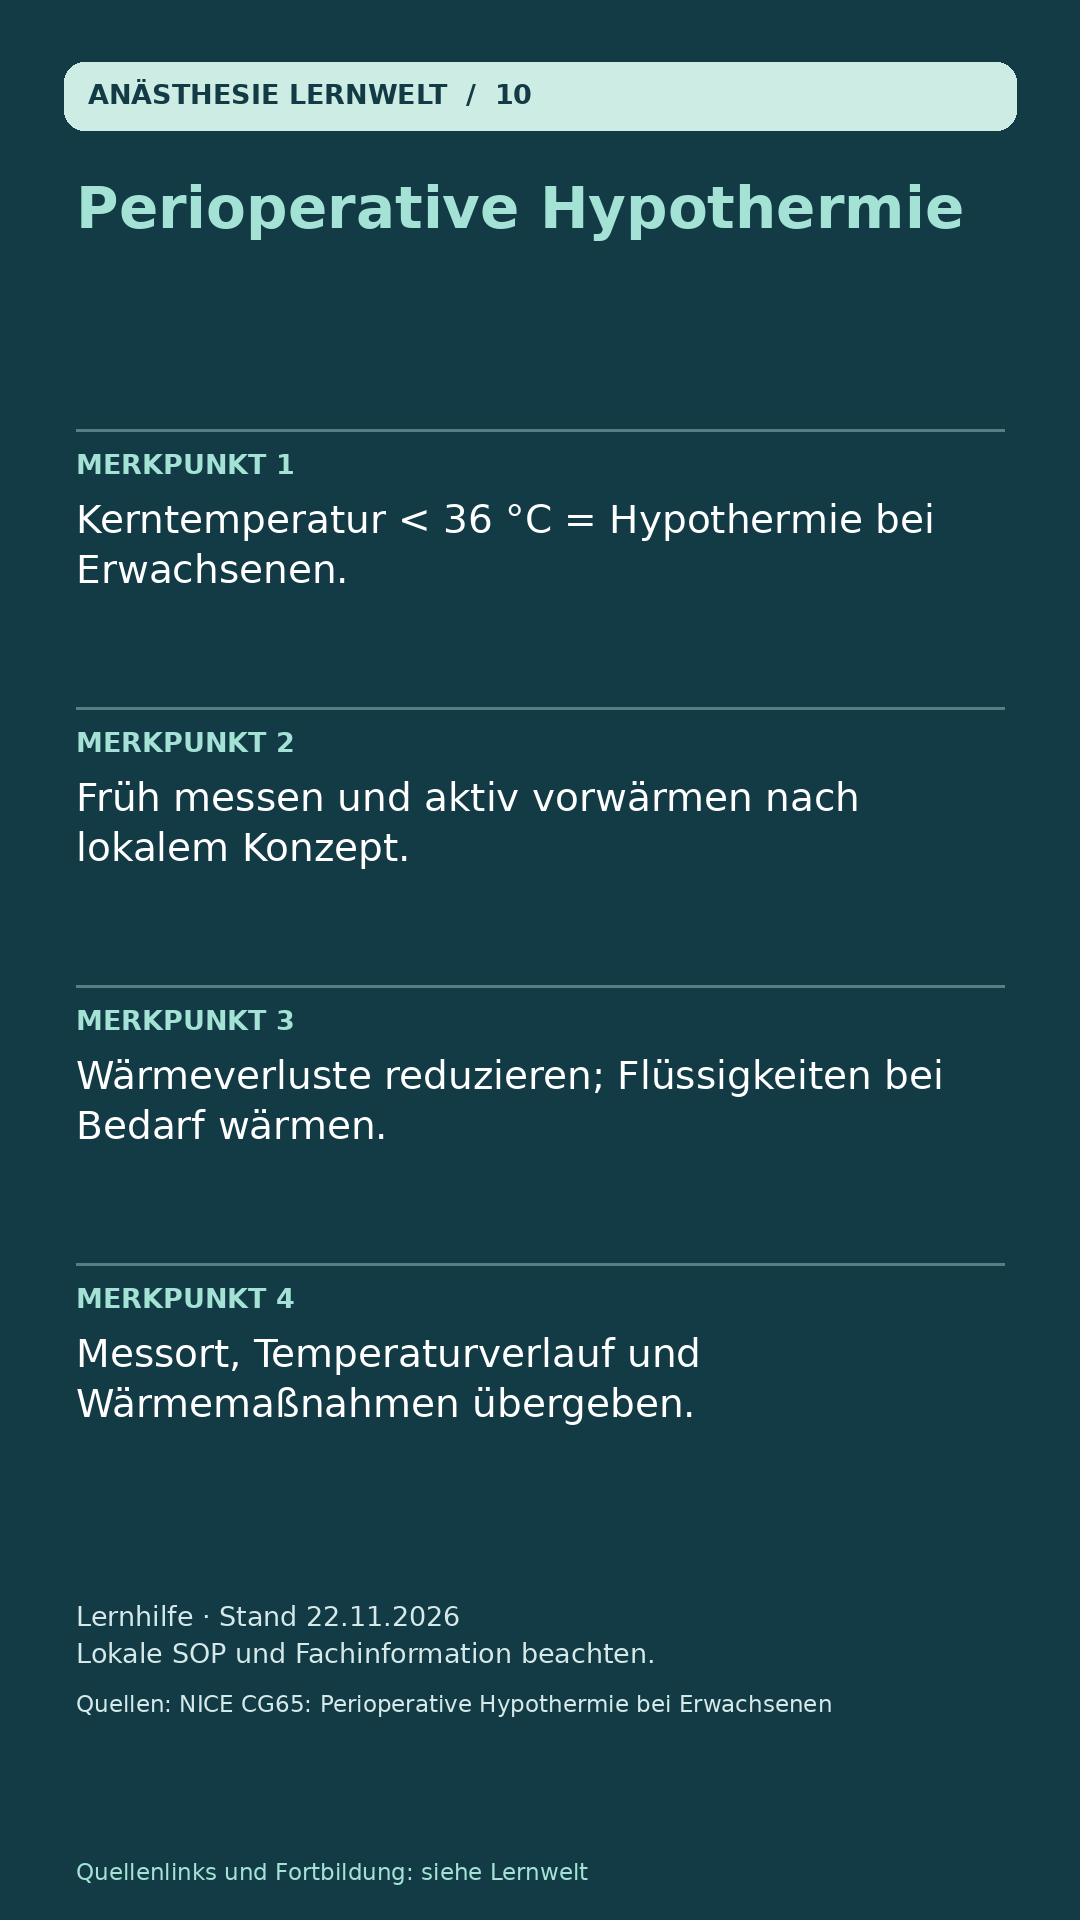 ANÄSTHESIE LERNWELT / 10
Perioperative Hypothermie
MERKPUNKT 1
Kerntemperatur < 36 °C = Hypothermie bei
Erwachsenen.
MERKPUNKT 2
Früh messen und aktiv vorwärmen nach
lokalem Konzept.
MERKPUNKT 3
Wärmeverluste reduzieren; Flüssigkeiten bei
Bedarf wärmen.
MERKPUNKT 4
Messort, Temperaturverlauf und
Wärmemaßnahmen übergeben.
Lernhilfe · Stand 22.11.2026
Lokale SOP und Fachinformation beachten.
Quellen: NICE CG65: Perioperative Hypothermie bei Erwachsenen
Quellenlinks und Fortbildung: siehe Lernwelt